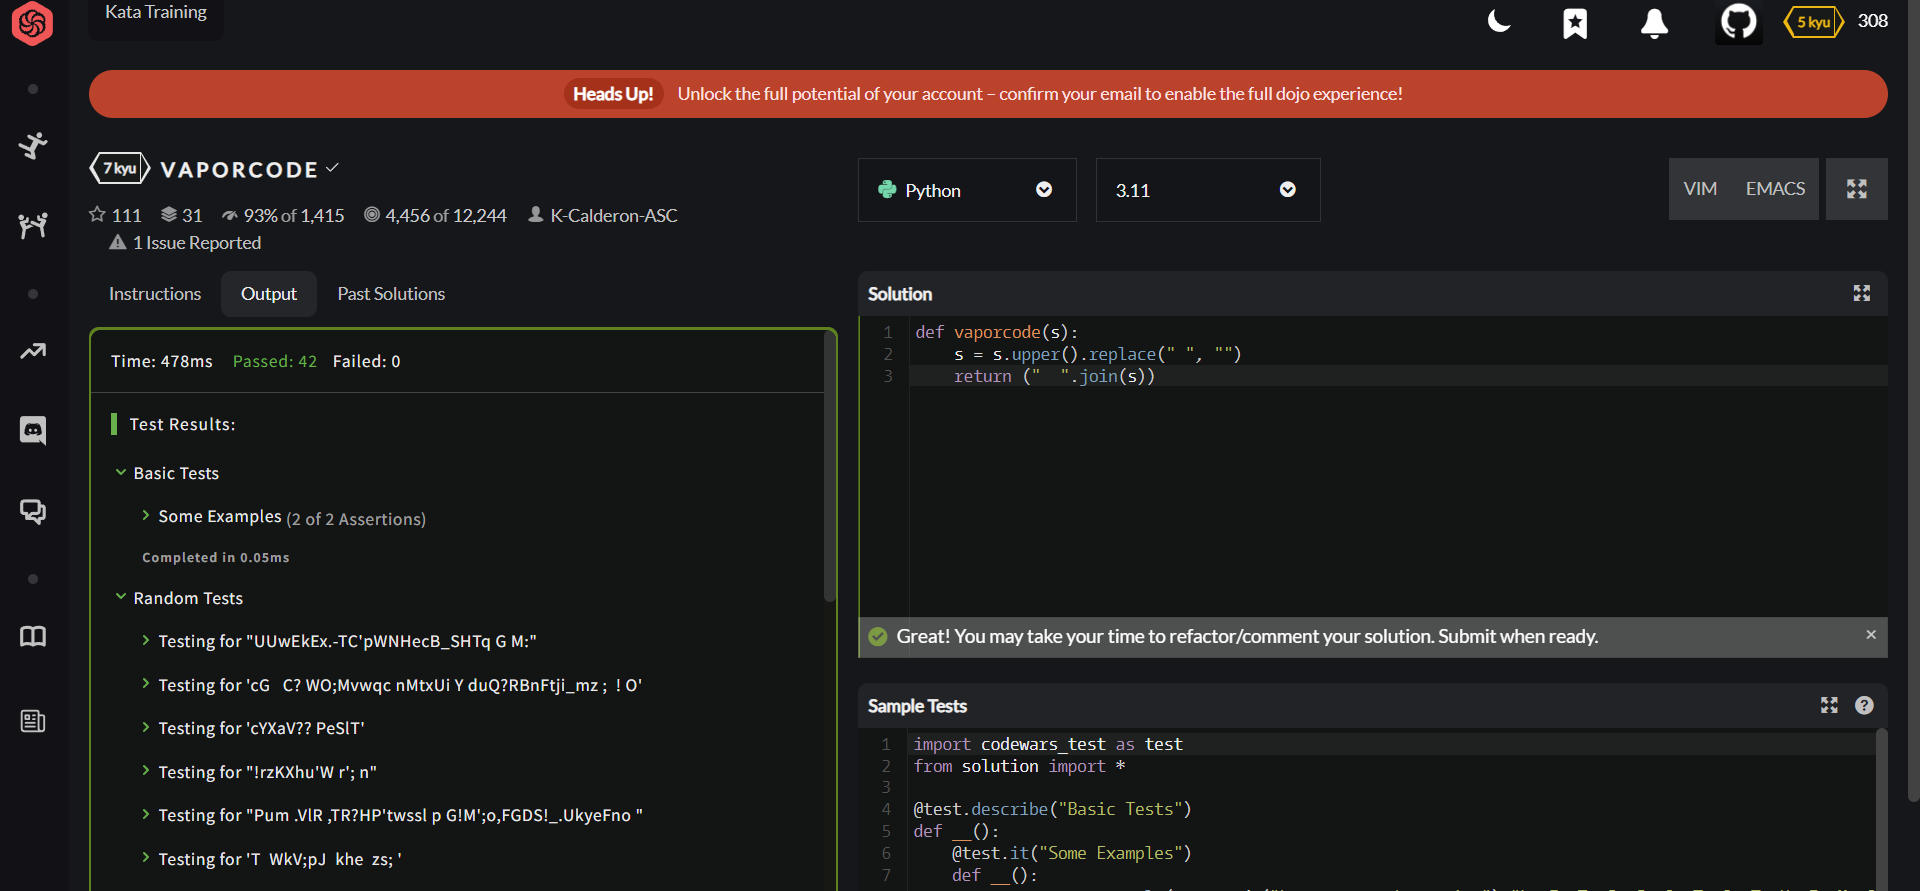 Kata Training
5 kyu
308
Heads Up! Unlock the full potential of your account – confirm your email to enable the full dojo experience!
7 kyu
VAPORCODE
111 31 93% of 1,415 4,456 of 12,244 K-Calderon-ASC
1 Issue Reported
Python
3.11
VIM EMACS
Instructions Output Past Solutions
Time: 478ms Passed: 42 Failed: 0
Test Results:
Basic Tests
Some Examples (2 of 2 Assertions)
Completed in 0.05ms
Random Tests
Testing for "UUwEkEx.-TC'pWNHecB_SHTq G M:"
Testing for 'cG   C? WO;Mvwqc nMtxUi Y duQ?RBnFtji_mz ;  ! O'
Testing for 'cYXaV?? PeSlT'
Testing for "!rzKXhu'W r'; n"
Testing for "Pum .VlR ,TR?HP'twssl p G!M';o,FGDS!_.UkyeFno "
Testing for 'T  WkV;pJ  khe  zs; '
Solution
1 def vaporcode(s):
2     s = s.upper().replace(" ", "")
3     return ("  ".join(s))
Great! You may take your time to refactor/comment your solution. Submit when ready.
Sample Tests
1 import codewars_test as test
2 from solution import *
3
4 @test.describe("Basic Tests")
5 def __():
6     @test.it("Some Examples")
7     def __():